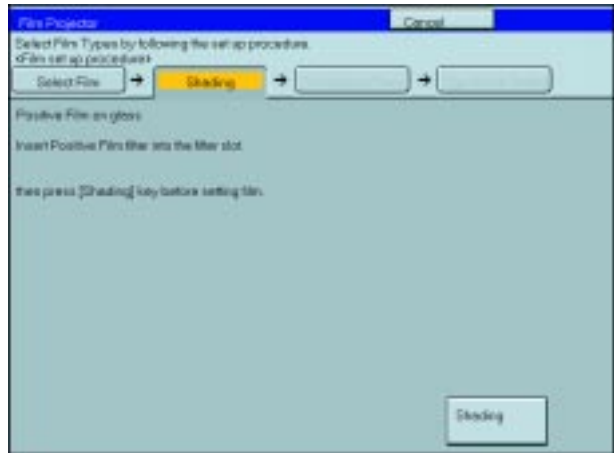 Film Projector
Cancel
Select Film Types by following the set up procedure.
<Film set up procedure>
Select Film
Shading
Positive Film on glass
Insert Positive Film filter into the filter slot
then press [Shading] key before setting film.
Shading